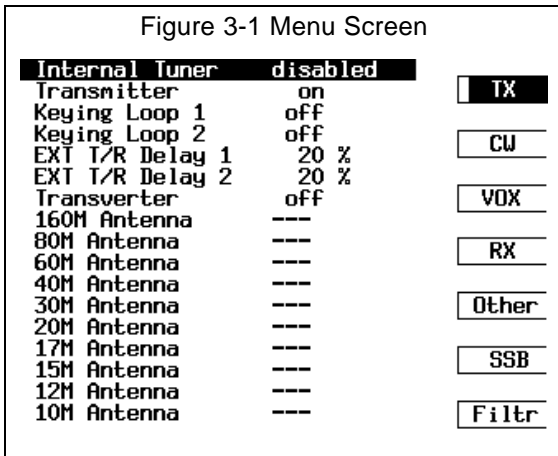 Figure 3-1 Menu Screen
Internal Tuner disabled
Transmitter on
Keying Loop 1 off
Keying Loop 2 off
EXT T/R Delay 1 20 %
EXT T/R Delay 2 20 %
Transverter off
160M Antenna ---
80M Antenna ---
60M Antenna ---
40M Antenna ---
30M Antenna ---
20M Antenna ---
17M Antenna ---
15M Antenna ---
12M Antenna ---
10M Antenna ---
TX
CW
VOX
RX
Other
SSB
Filtr